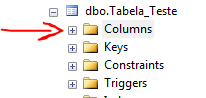 dbo.Tabela_Teste
Columns
Keys
Constraints
Triggers